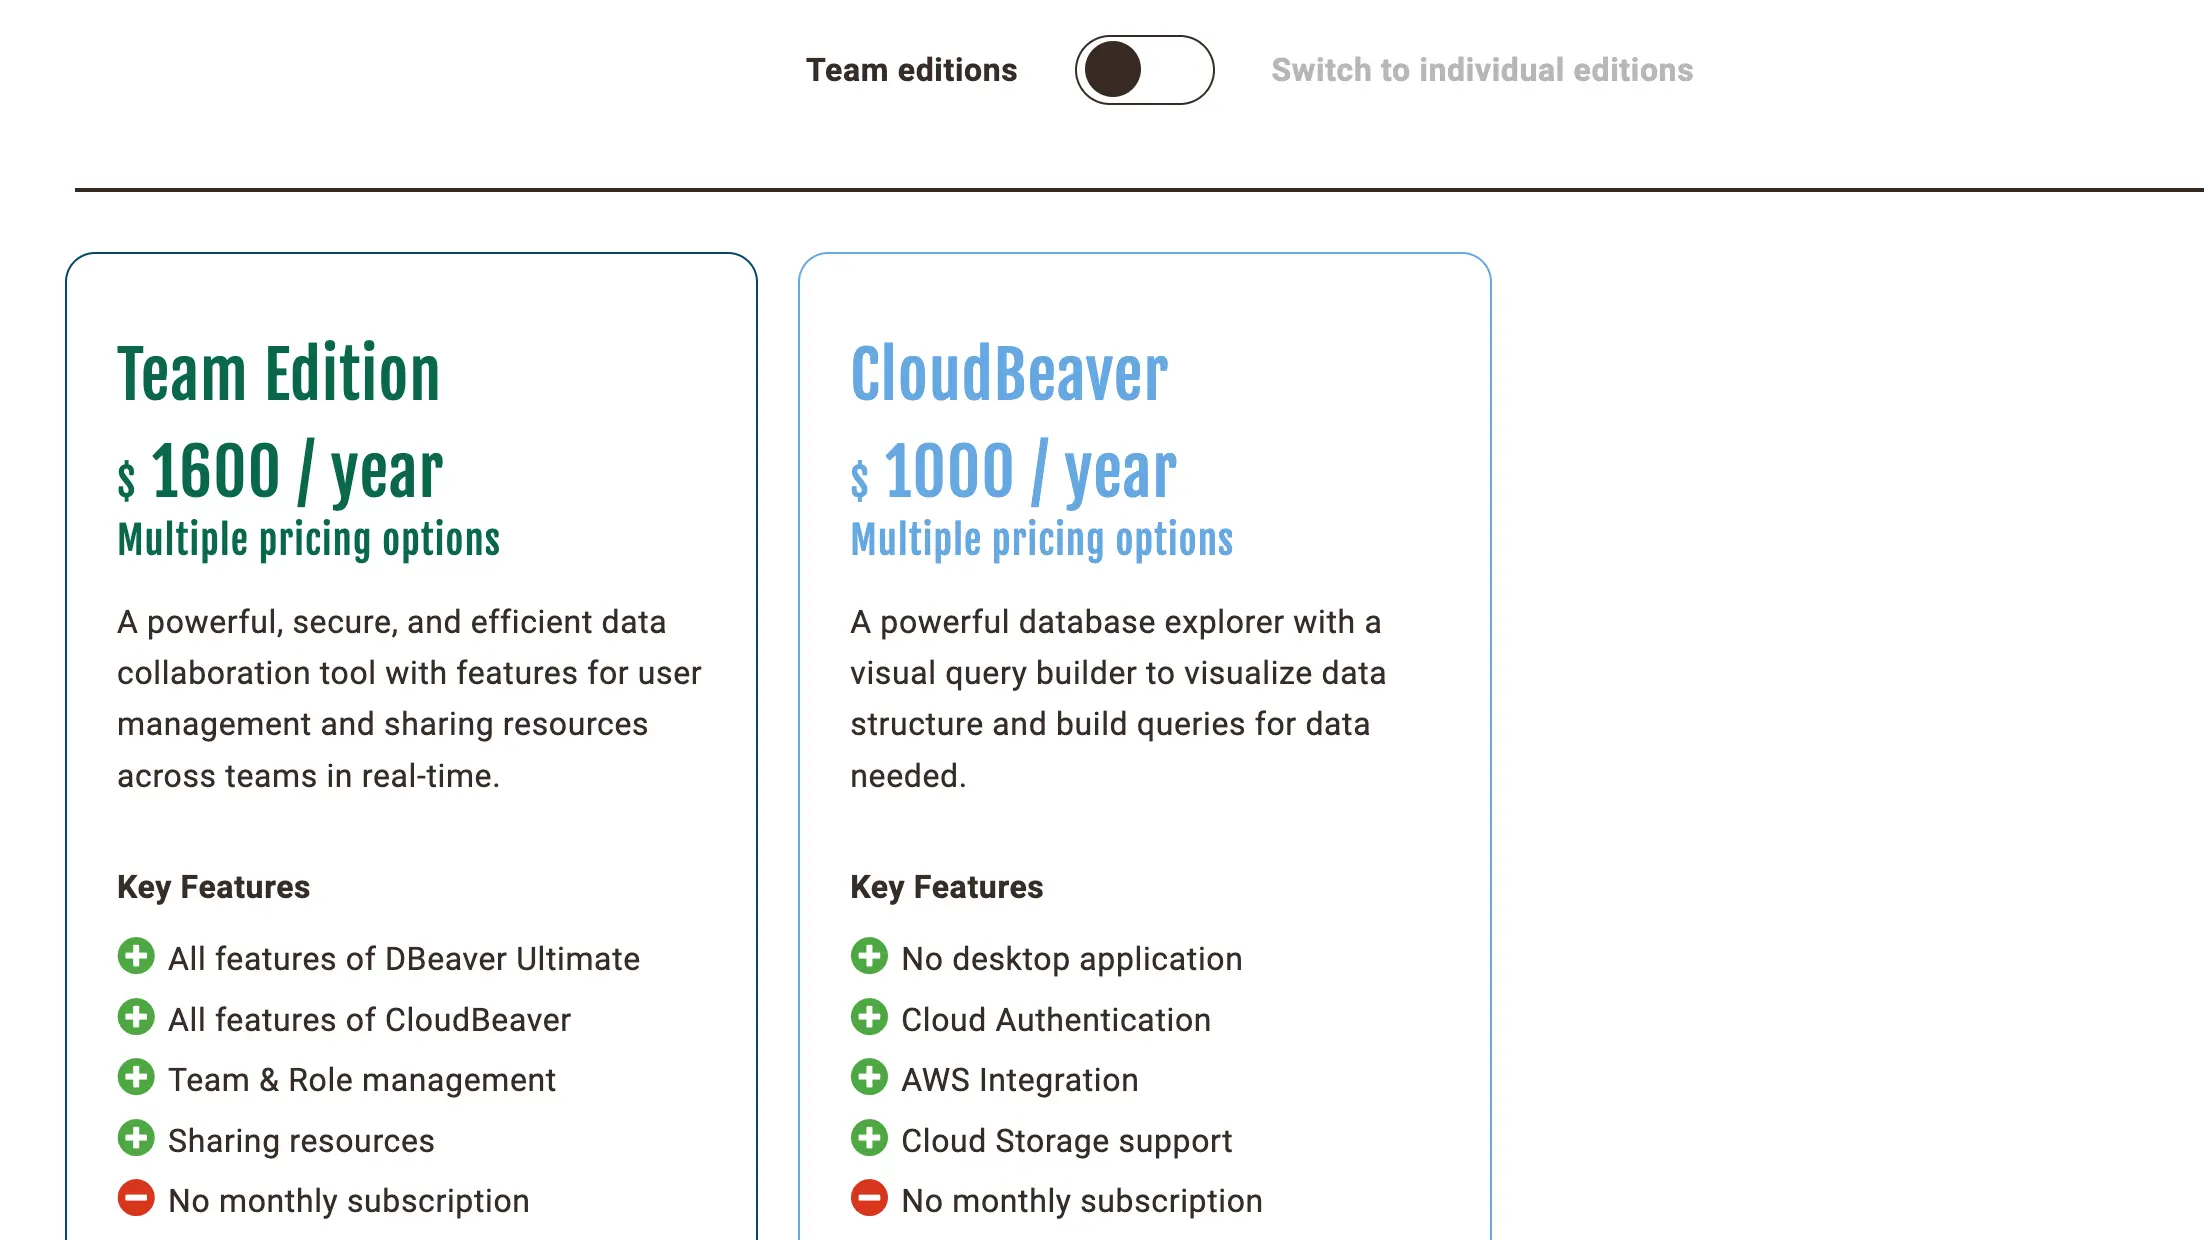 Team editions
Switch to individual editions
Team Edition
$ 1600 / year
Multiple pricing options
A powerful, secure, and efficient data
collaboration tool with features for user
management and sharing resources
across teams in real-time.
Key Features
All features of DBeaver Ultimate
All features of CloudBeaver
Team & Role management
Sharing resources
No monthly subscription
CloudBeaver
$ 1000 / year
Multiple pricing options
A powerful database explorer with a
visual query builder to visualize data
structure and build queries for data
needed.
Key Features
No desktop application
Cloud Authentication
AWS Integration
Cloud Storage support
No monthly subscription